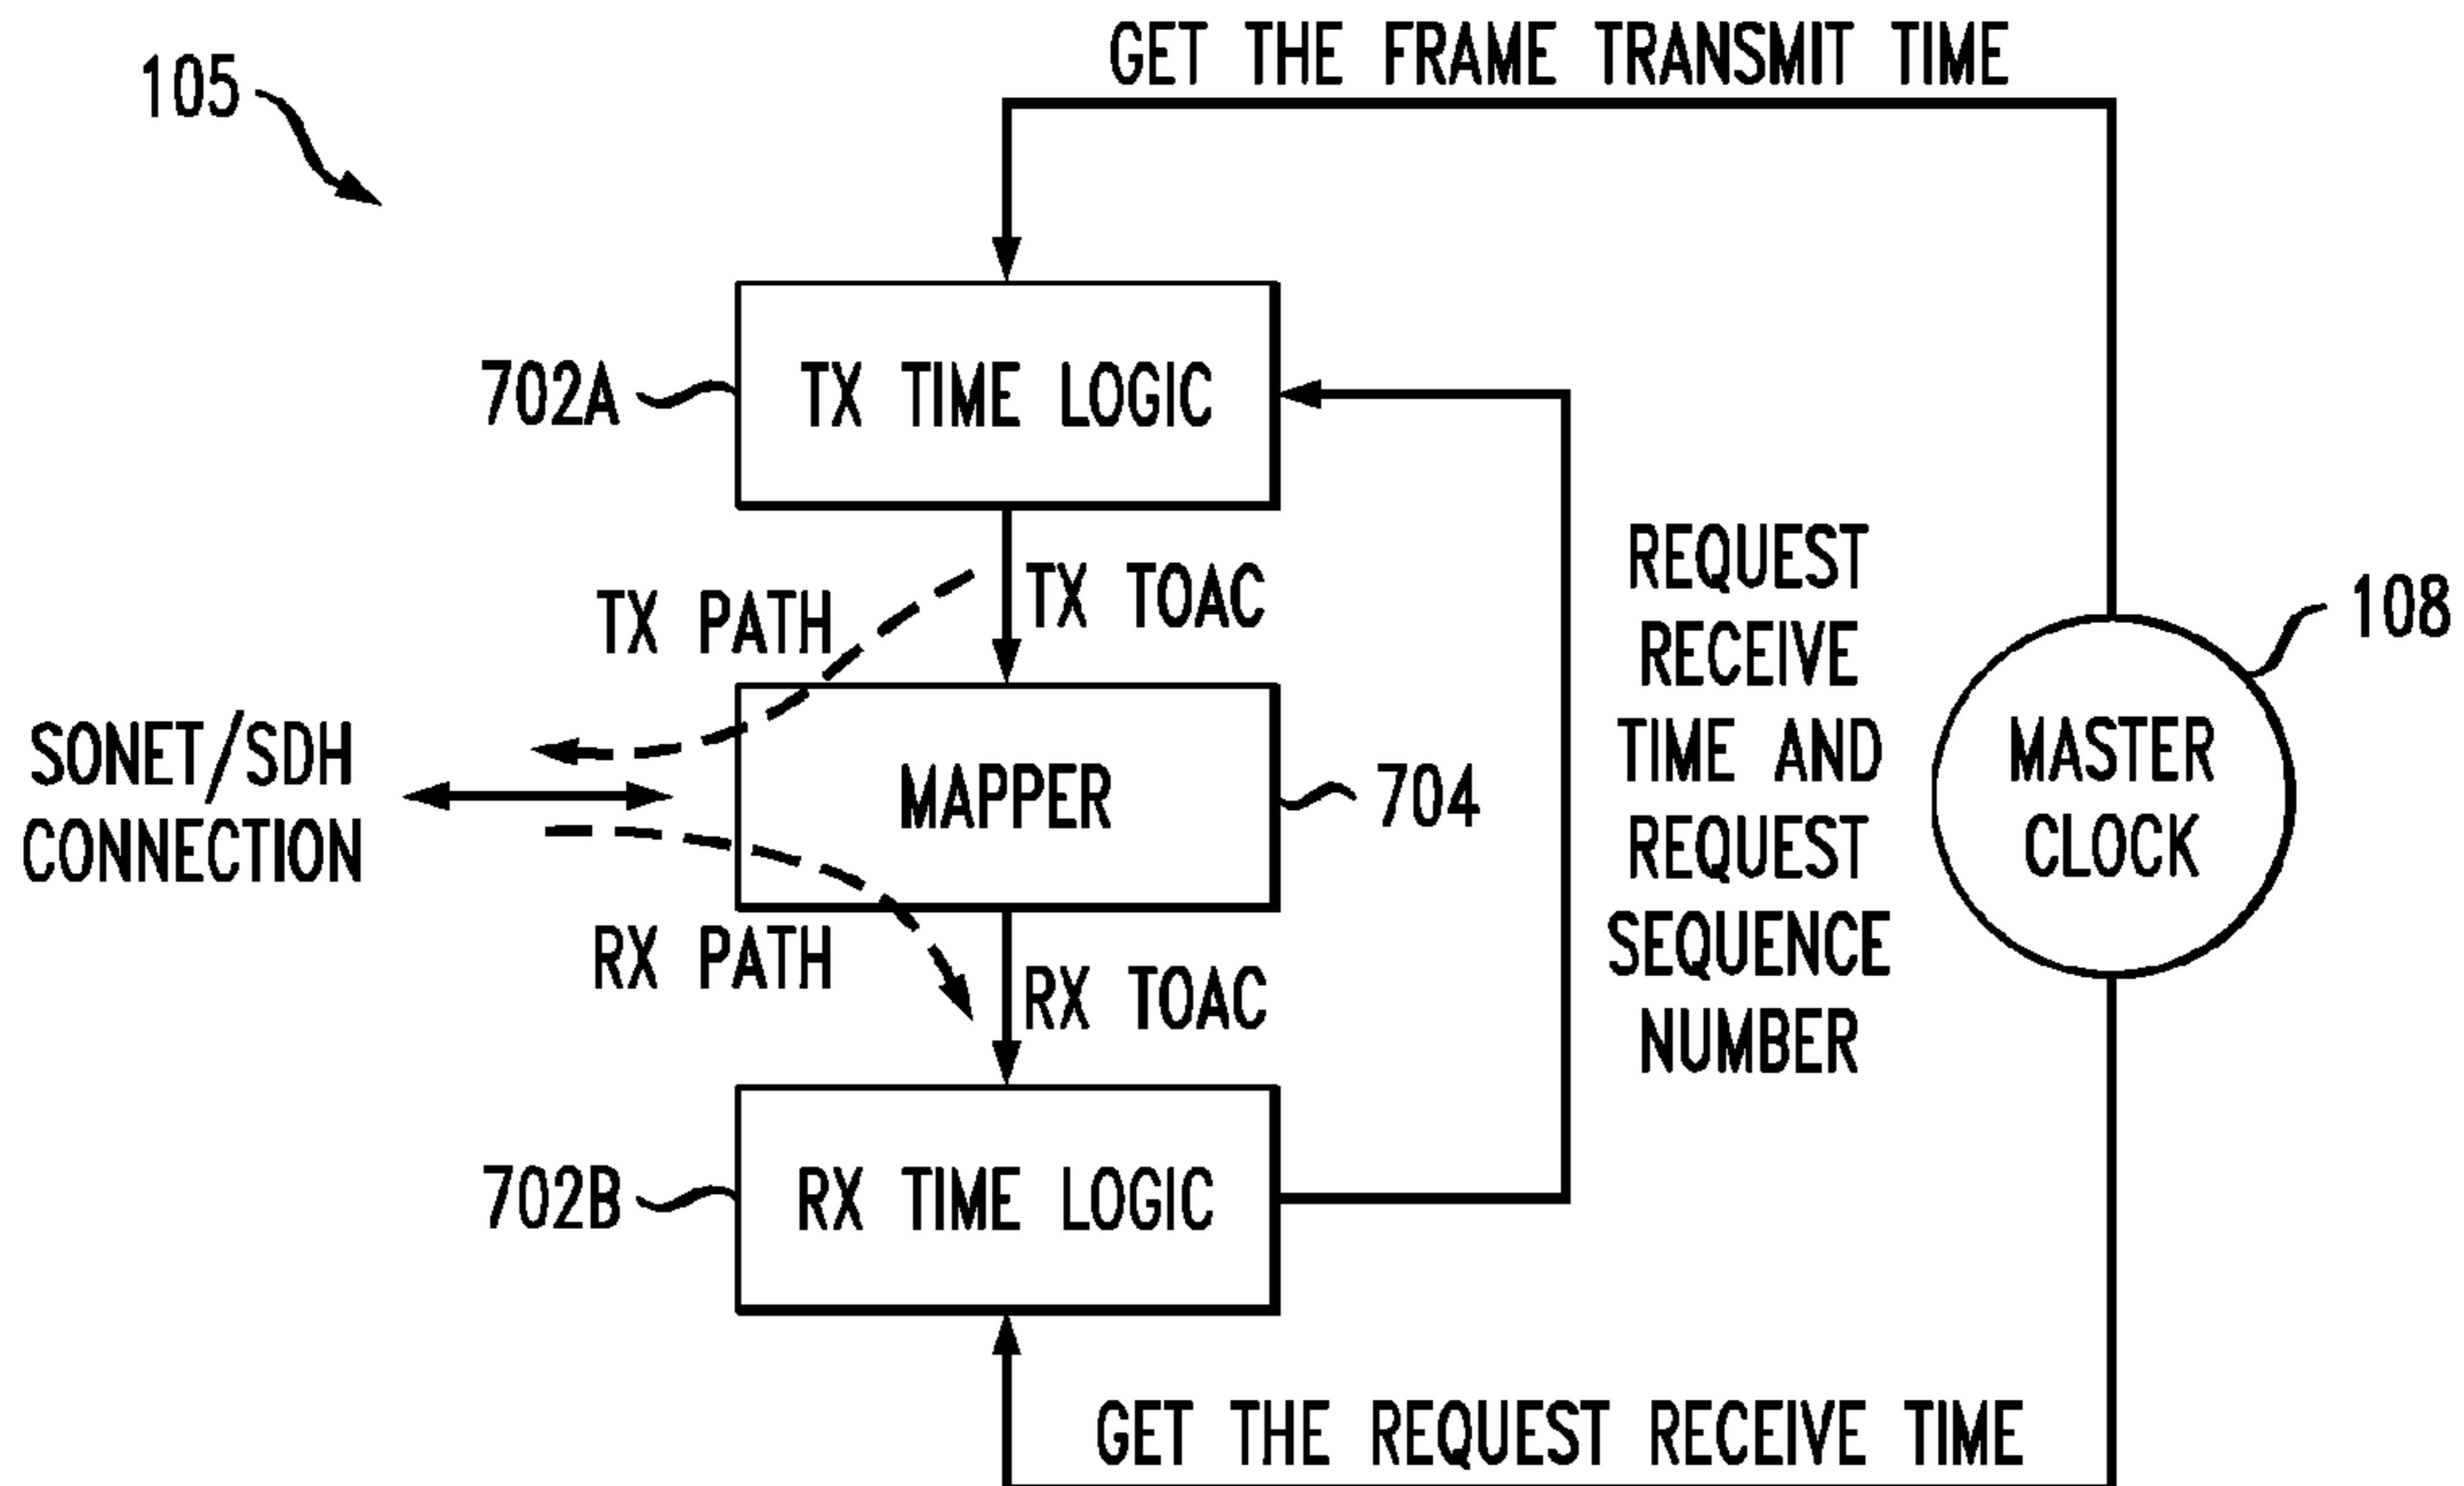 GET THE FRAME TRANSMIT TIME
105
702A
TX TIME LOGIC
TX PATH
TX TOAC
REQUEST
RECEIVE
TIME AND
REQUEST
SEQUENCE
NUMBER
108
SONET/SDH
CONNECTION
MAPPER
704
MASTER
CLOCK
RX PATH
RX TOAC
702B
RX TIME LOGIC
GET THE REQUEST RECEIVE TIME